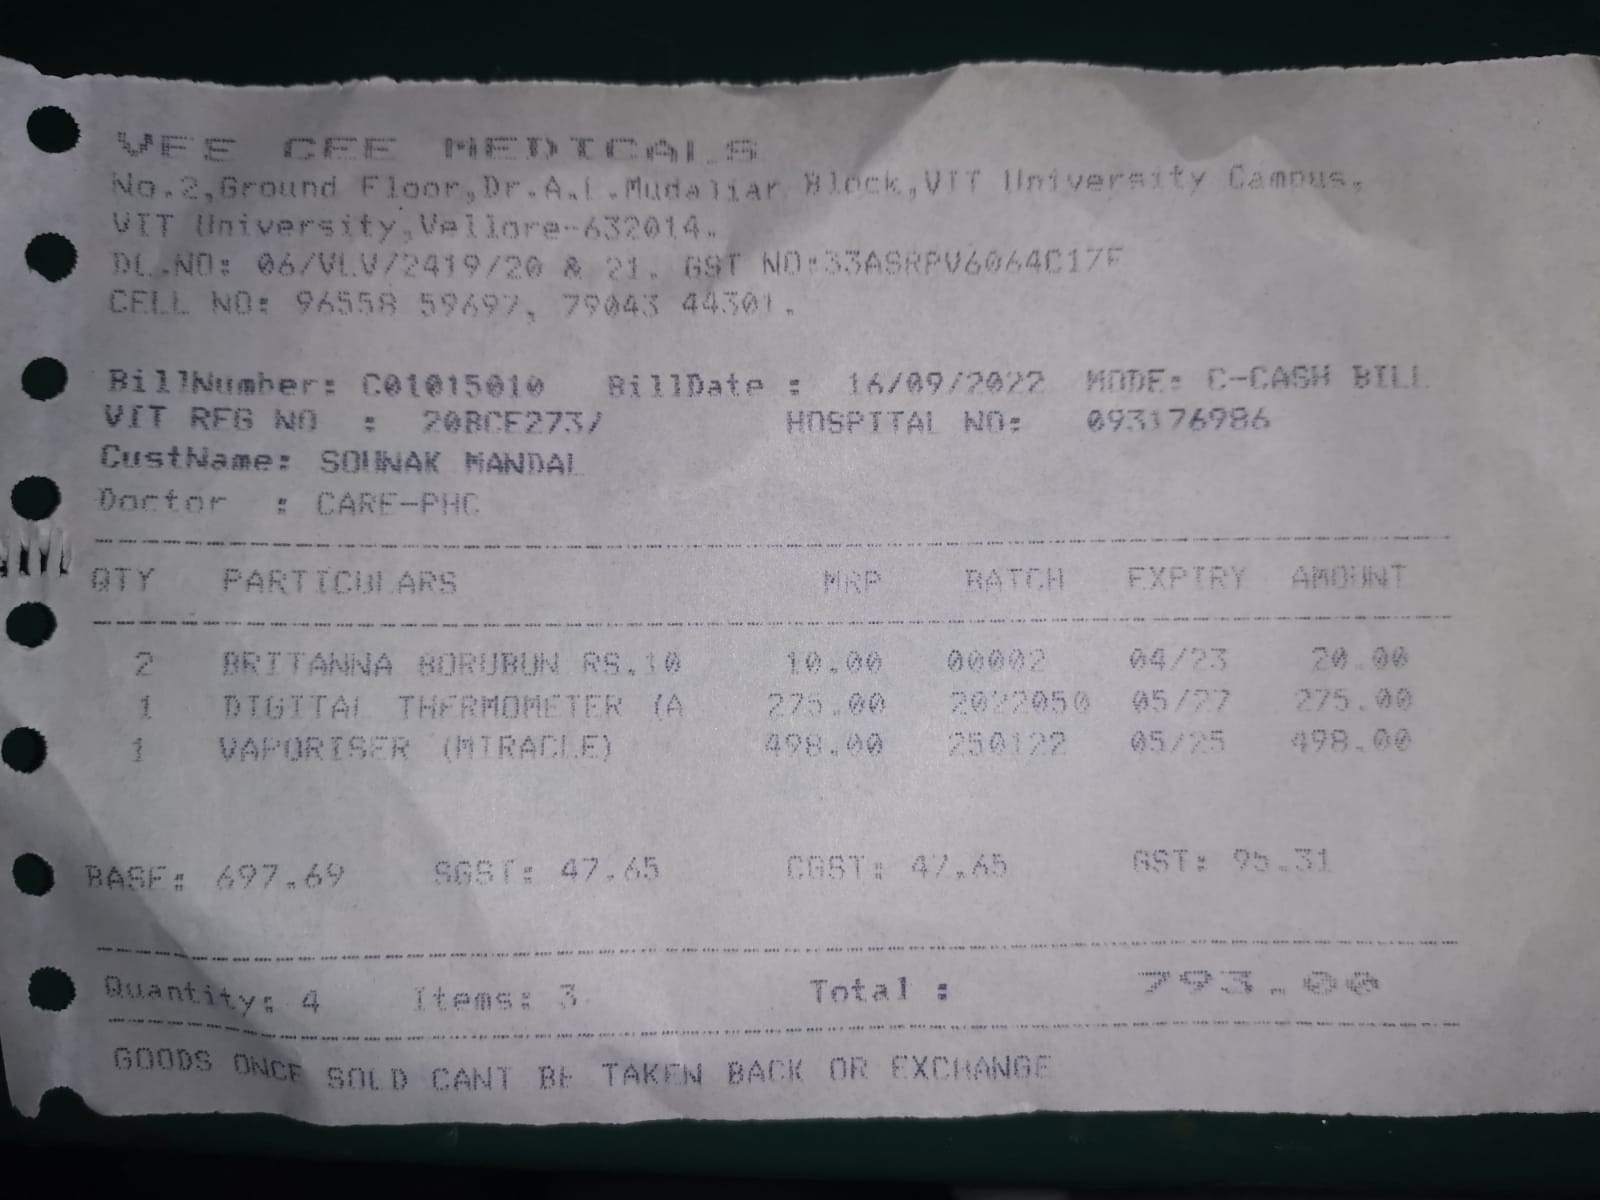 VEE CEE MEDICALS
No.2,Ground Floor,Dr.A.L.Mudaliar Block,VIT University Campus,
VIT University,Vellore-632014.
DL.NO: 06/VLV/2419/20 & 21. GST NO:33ASRPV6064C1
CELL NO: 96558 59697, 79043 44301.
BillNumber: C01015010 BillDate : 16/09/2022 MODE: C-CASH BILL
VIT REG NO : 20BCE2737 HOSPITAL NO: 093176986
CustName: SOUNAK MANDAL
Doctor : CARE-PHC
QTY PARTICULARS MRP BATCH EXPIRY AMOUNT
2 BRITANNA BORUBUN RS.10 10.00 00002 04/23 20.00
1 DIGITAL THERMOMETER (A 275.00 2022050 05/27 275.00
1 VAPORISER (MIRACLE) 498.00 250122 05/25 498.00
BASE: 697.69 SGST: 47.65 CGST: 47.65 GST: 95.31
Quantity: 4 Items: 3 Total : 793.00
GOODS ONCE SOLD CANT BE TAKEN BACK OR EXCHANGE